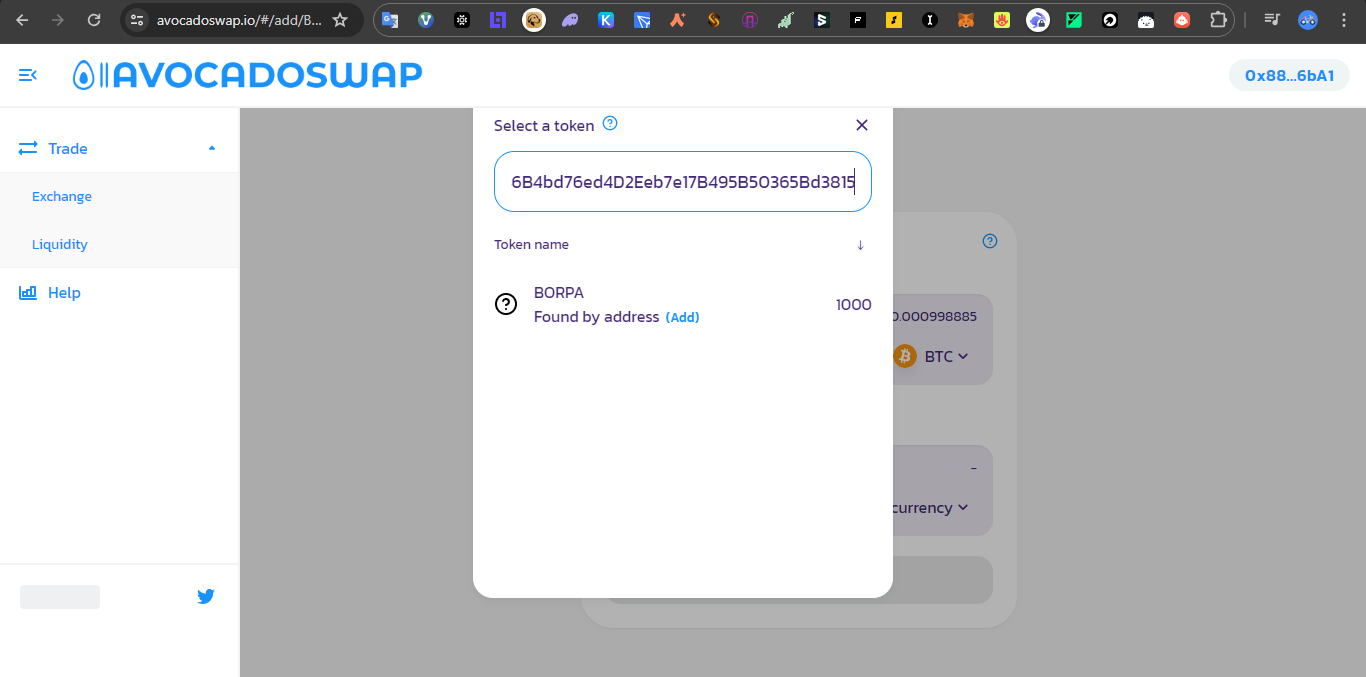 avocadoswap.io/#/add/B...
AVOCADOSWAP
0x88...6bA1
Trade
Exchange
Liquidity
Help
Select a token
6B4bd76ed4D2Eeb7e17B495B50365Bd3815
Token name
BORPA
Found by address (Add)
1000
0.000998885
BTC
-
currency